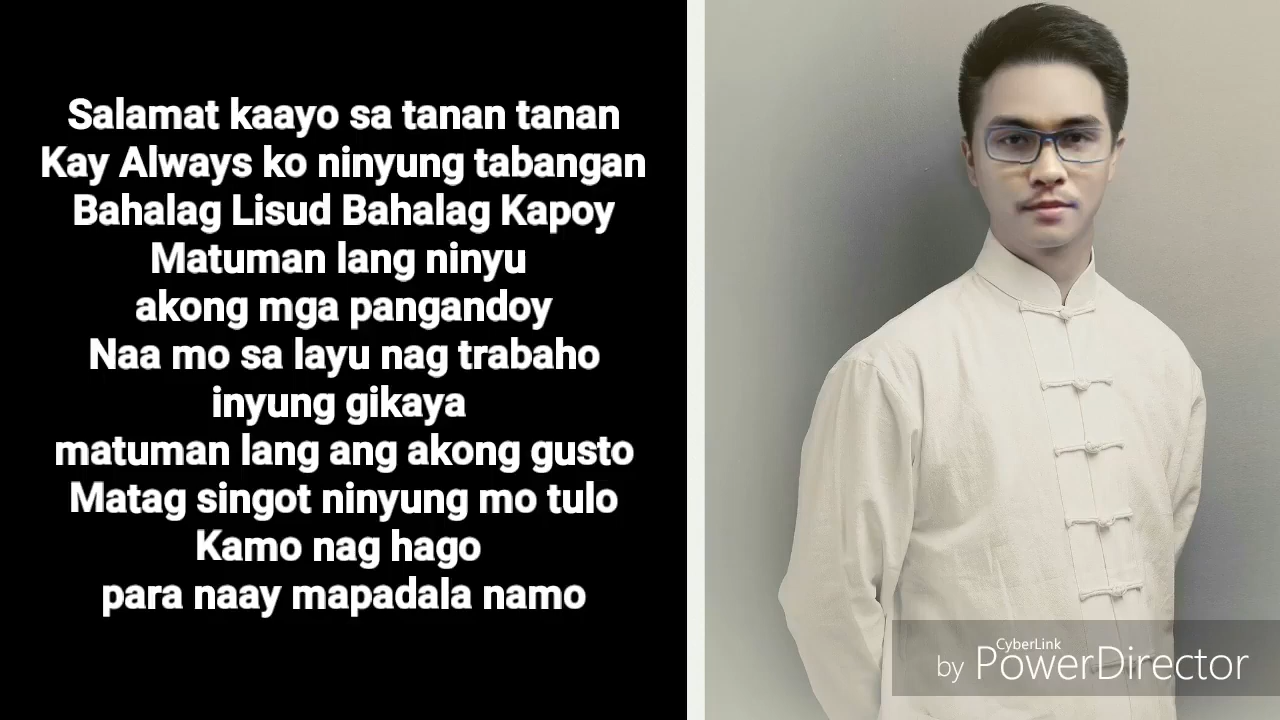 Salamat kaayo sa tanan tanan
Kay Always ko ninyung tabangan
Bahalag Lisud Bahalag Kapoy
Matuman lang ninyu
akong mga pangandoy
Naa mo sa layu nag trabaho
inyung gikaya
matuman lang ang akong gusto
Matag singot ninyung mo tulo
Kamo nag hago
para naay mapadala namo
CyberLink
by PowerDirector